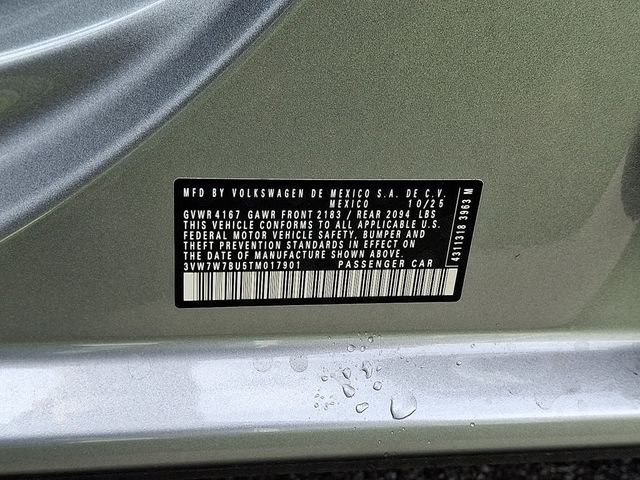 MFD BY VOLKSWAGEN DE MEXICO S.A. DE C.V.
MEXICO 10/25
GVWR 4167 GAWR FRONT 2183 / REAR 2094 LBS
THIS VEHICLE CONFORMS TO ALL APPLICABLE U.S.
FEDERAL MOTOR VEHICLE SAFETY, BUMPER AND
THEFT PREVENTION STANDARDS IN EFFECT ON
THE DATE OF MANUFACTURE SHOWN ABOVE.
3VW7W7BU5TM017901 PASSENGER CAR
4311318 3963 M